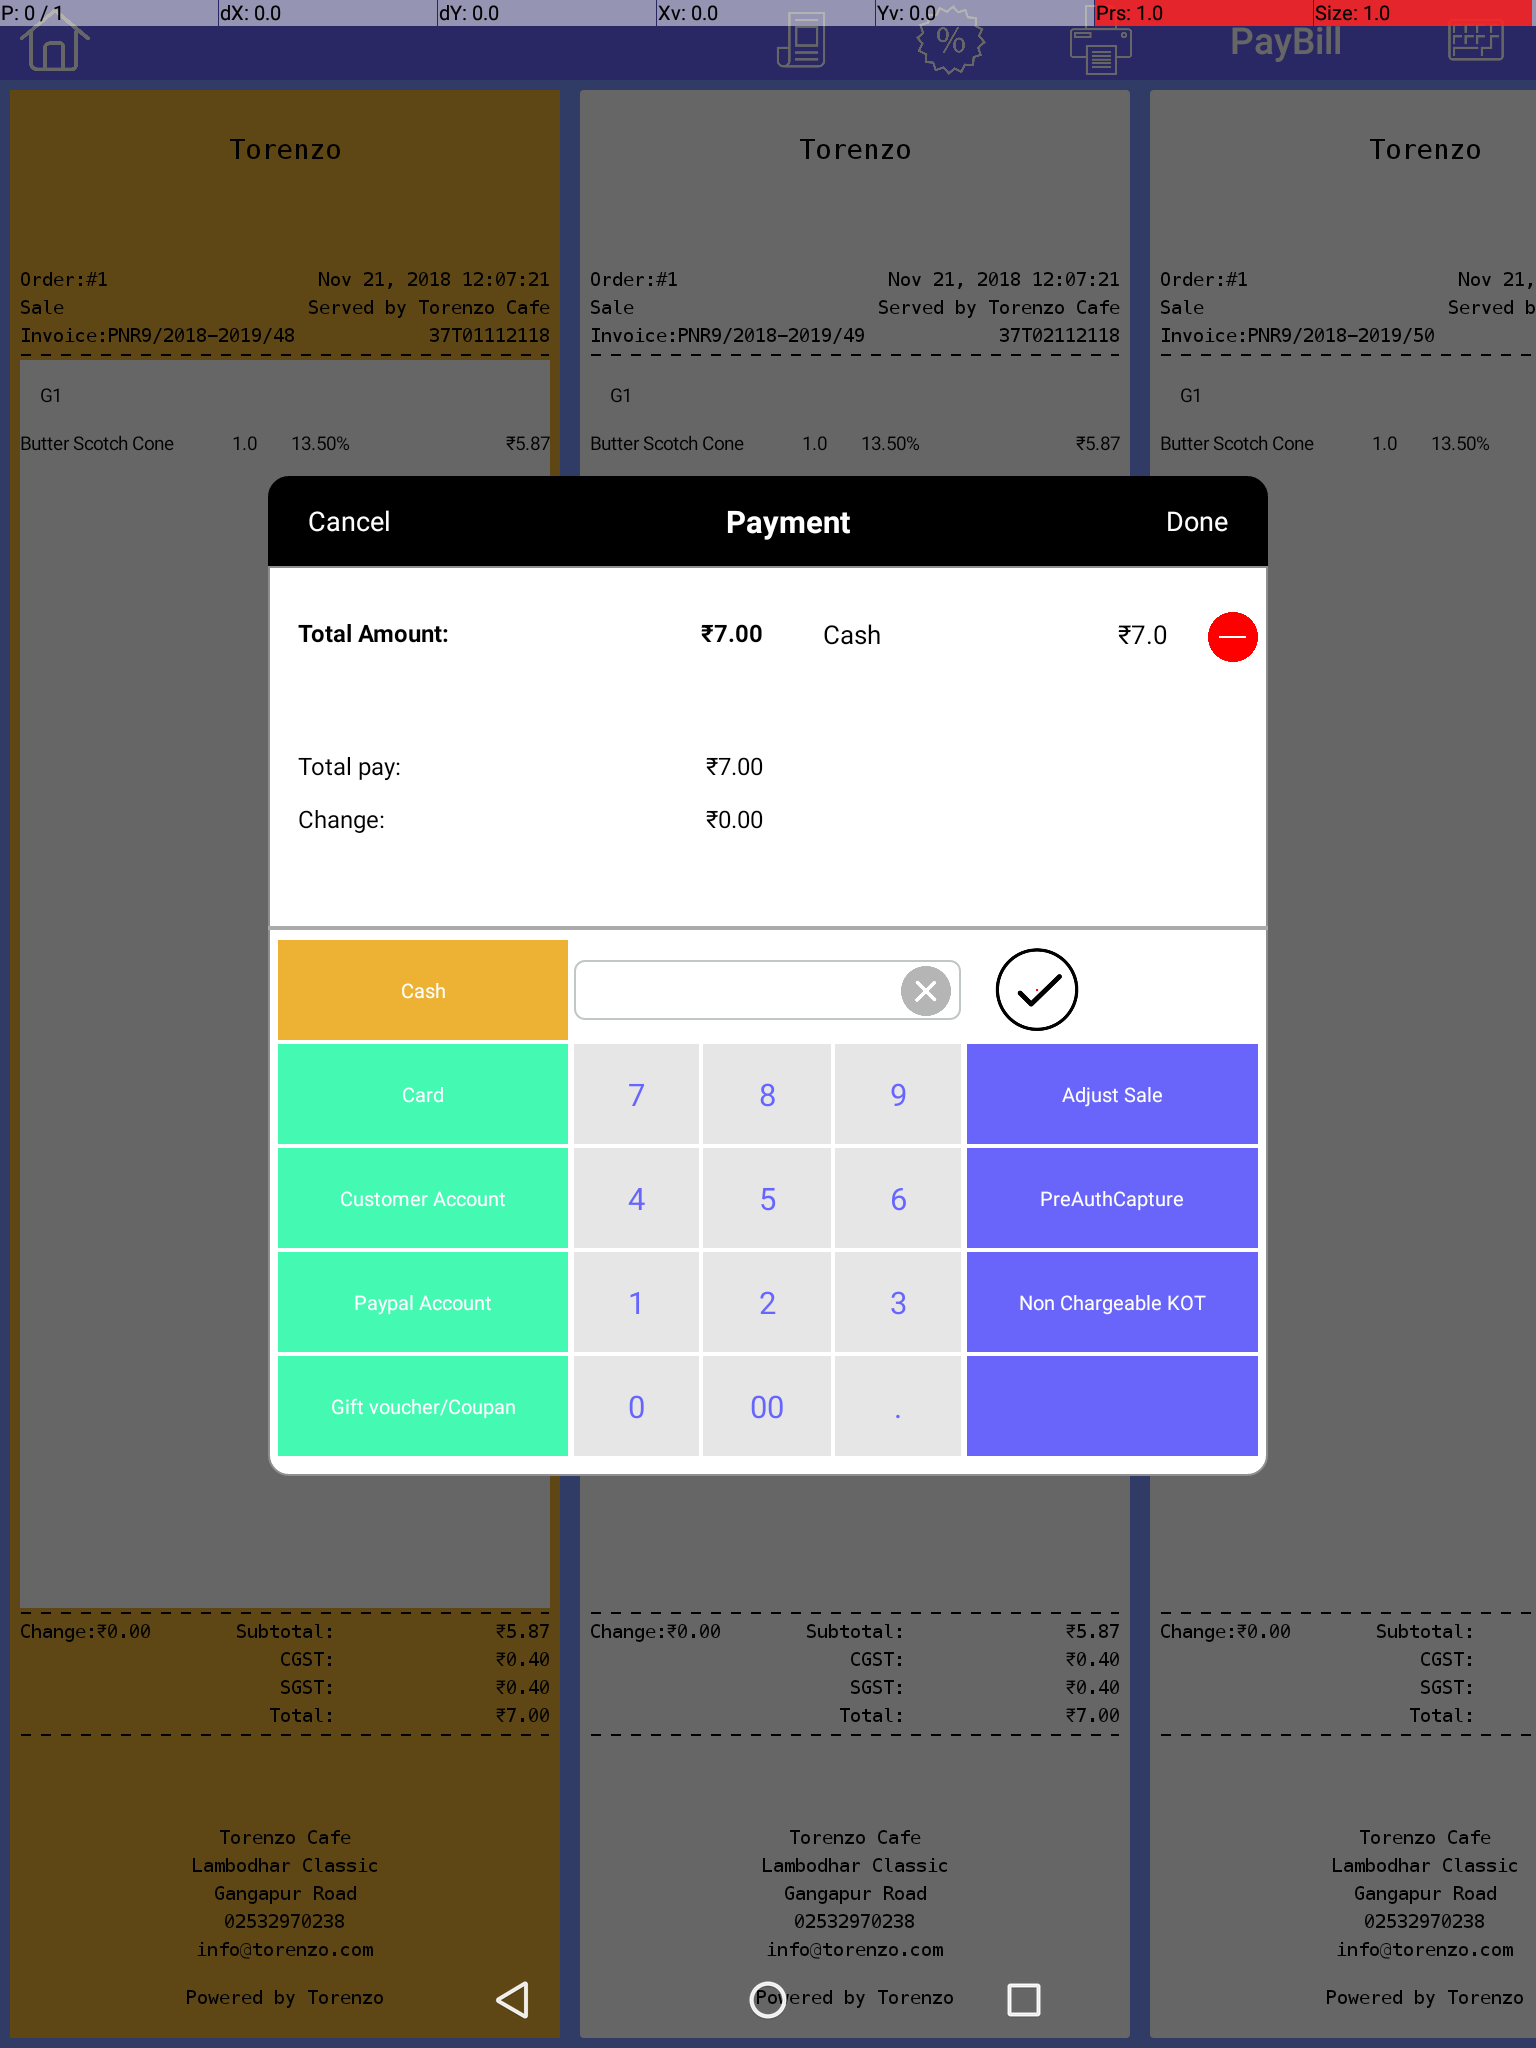 P: 0 / 1 dX: 0.0 dY: 0.0 Xv: 0.0 Yv: 0.0 Prs: 1.0 Size: 1.0
% PayBill
Torenzo Torenzo Torenzo
Order:#1 Nov 21, 2018 12:07:21 Order:#1 Nov 21, 2018 12:07:21 Order:#1 Nov 21,
Sale Served by Torenzo Cafe Sale Served by Torenzo Cafe Sale Served b
Invoice:PNR9/2018-2019/48 37T01112118 Invoice:PNR9/2018-2019/49 37T02112118 Invoice:PNR9/2018-2019/50
G1 G1 G1
Butter Scotch Cone 1.0 13.50% ₹5.87 Butter Scotch Cone 1.0 13.50% ₹5.87 Butter Scotch Cone 1.0 13.50%
Cancel Payment Done
Total Amount: ₹7.00 Cash ₹7.0
Total pay: ₹7.00
Change: ₹0.00
Cash
Card 7 8 9 Adjust Sale
Customer Account 4 5 6 PreAuthCapture
Paypal Account 1 2 3 Non Chargeable KOT
Gift voucher/Coupan 0 00 .
Change:₹0.00 Subtotal: ₹5.87 Change:₹0.00 Subtotal: ₹5.87 Change:₹0.00 Subtotal:
CGST: ₹0.40 CGST: ₹0.40 CGST:
SGST: ₹0.40 SGST: ₹0.40 SGST:
Total: ₹7.00 Total: ₹7.00 Total:
Torenzo Cafe Torenzo Cafe Torenzo Cafe
Lambodhar Classic Lambodhar Classic Lambodhar Classic
Gangapur Road Gangapur Road Gangapur Road
02532970238 02532970238 02532970238
info@torenzo.com info@torenzo.com info@torenzo.com
Powered by Torenzo Powered by Torenzo Powered by Torenzo